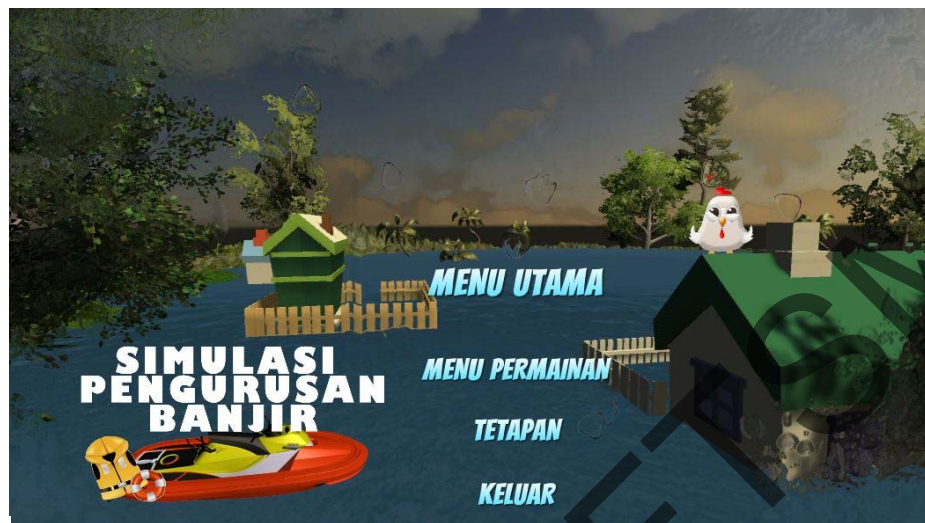 MENU UTAMA
SIMULASI
PENGURUSAN
BANJIR
MENU PERMAINAN
TETAPAN
KELUAR